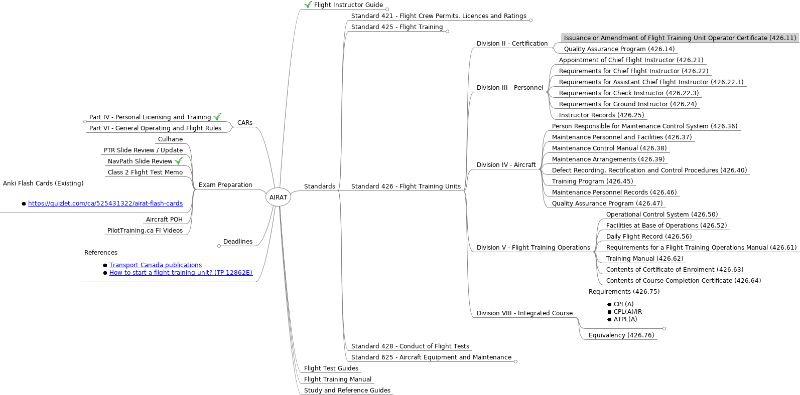 Flight Instructor Guide
Standard 421 - Flight Crew Permits, Licences and Ratings
Standard 425 - Flight Training
Division II - Certification
Issuance or Amendment of Flight Training Unit Operator Certificate (426.11)
Quality Assurance Program (426.14)
Division III - Personnel
Appointment of Chief Flight Instructor (426.21)
Requirements for Chief Flight Instructor (426.22)
Requirements for Assistant Chief Flight Instructor (426.22.1)
Requirements for Check Instructor (426.22.3)
Requirements for Ground Instructor (426.24)
Instructor Records (426.25)
Part IV - Personal Licensing and Training
Part VI - General Operating and Flight Rules
CARs
Culhane
PTR Slide Review / Update
NavPath Slide Review
Class 2 Flight Test Memo
Exam Preparation
Anki Flash Cards (Existing)
https://quizlet.com/ca/525431322/airat-flash-cards
Aircraft POH
PilotTraining.ca FI Videos
AIRAT
Standards
Standard 426 - Flight Training Units
Division IV - Aircraft
Person Responsible for Maintenance Control System (426.36)
Maintenance Personnel and Facilities (426.37)
Maintenance Control Manual (426.38)
Maintenance Arrangements (426.39)
Defect Recording, Rectification and Control Procedures (426.40)
Training Program (426.45)
Maintenance Personnel Records (426.46)
Quality Assurance Program (426.47)
Deadlines
References
Transport Canada publications
How to start a flight training unit? (TP 12862E)
Division V - Flight Training Operations
Operational Control System (426.50)
Facilities at Base of Operations (426.52)
Daily Flight Record (426.56)
Requirements for a Flight Training Operations Manual (426.61)
Training Manual (426.62)
Contents of Certificate of Enrolment (426.63)
Contents of Course Completion Certificate (426.64)
Division VIII - Integrated Course
Requirements (426.75)
CPL(A)
CPL(A)/IR
ATPL(A)
Equivalency (426.76)
Standard 428 - Conduct of Flight Tests
Standard 625 - Aircraft Equipment and Maintenance
Flight Test Guides
Flight Training Manual
Study and Reference Guides